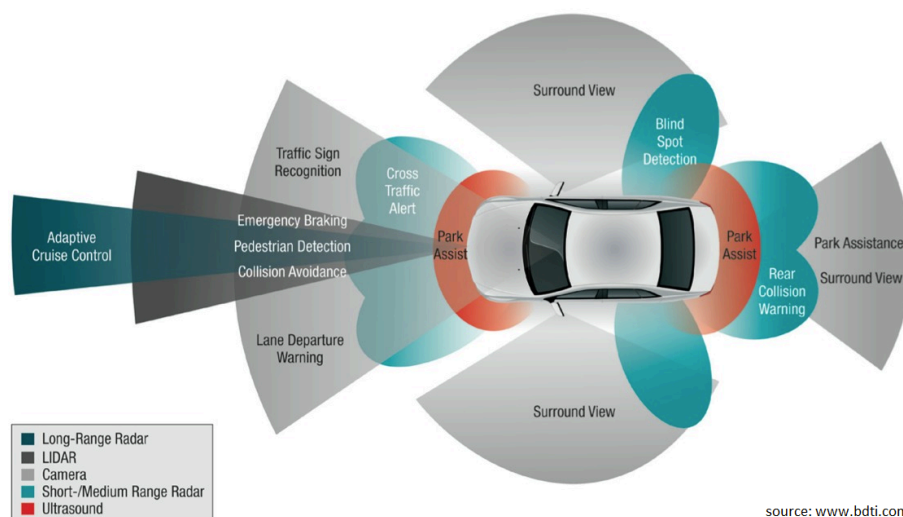 Surround View
Blind
Spot
Detection
Traffic Sign
Recognition
Cross
Traffic
Alert
Emergency Braking
Adaptive
Cruise Control
Pedestrian Detection
Collision Avoidance
Park
Assist
Park
Assist
Park Assistance
Surround View
Rear
Collision
Warning
Lane Departure
Warning
Surround View
Long-Range Radar
LIDAR
Camera
Short-/Medium Range Radar
Ultrasound
source: www.bdti.com